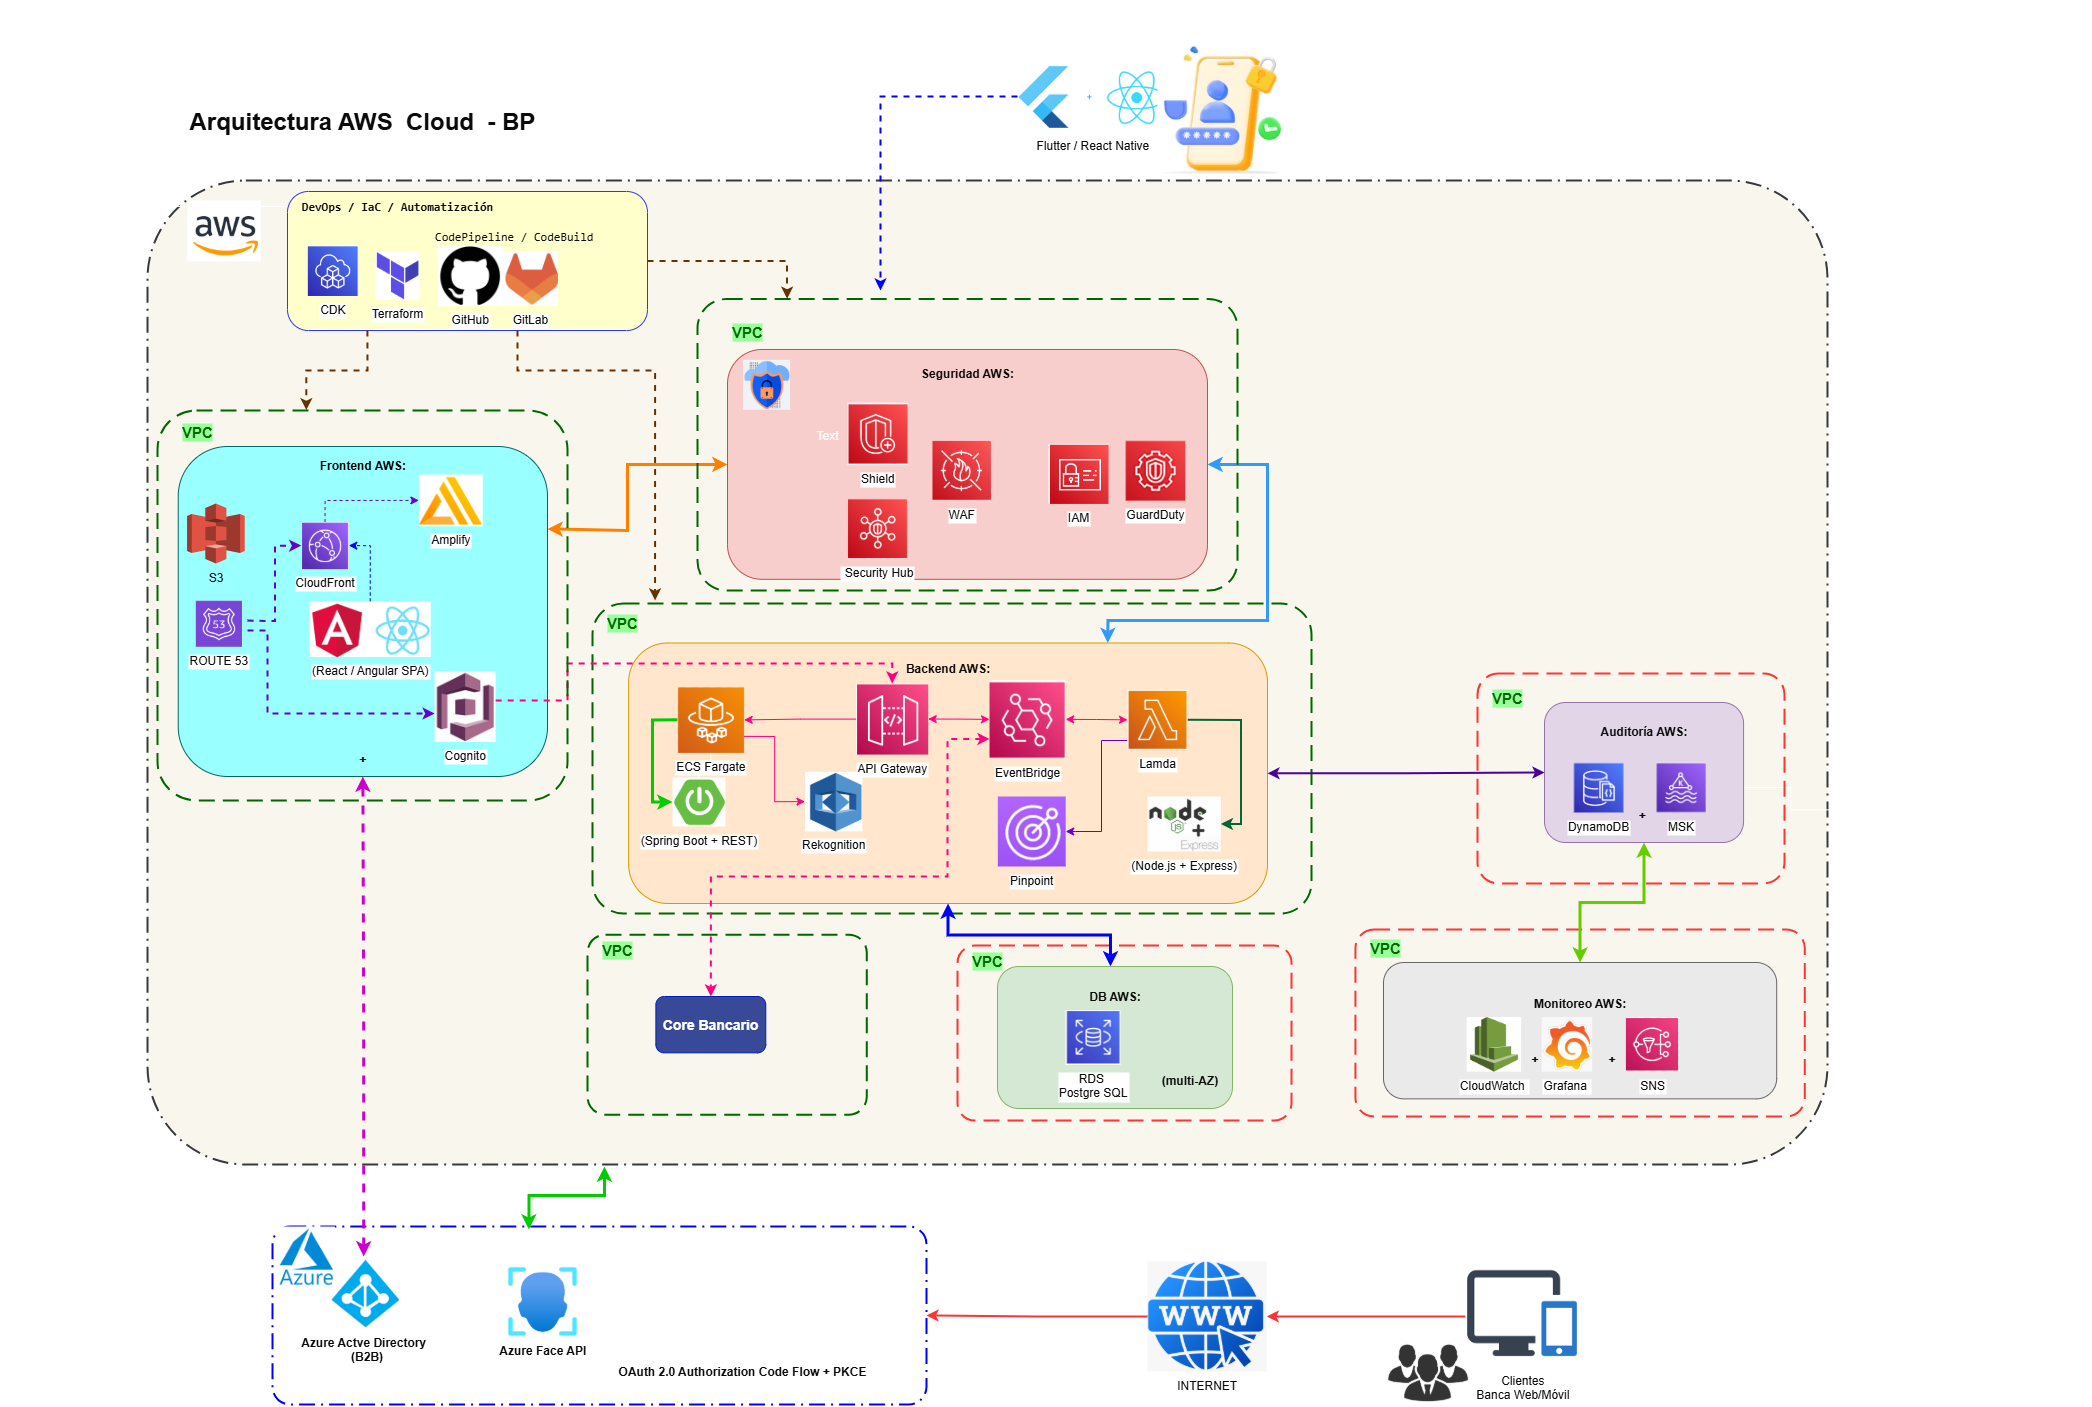 Flutter / React Native
Arquitectura AWS Cloud - BP
aws
DevOps / IaC / Automatización
CodePipeline / CodeBuild
CDK
Terraform
GitHub
GitLab
VPC
Seguridad AWS:
Text
Shield
WAF
IAM
GuardDuty
Security Hub
VPC
Frontend AWS:
Amplify
S3
CloudFront
53
ROUTE 53
(React / Angular SPA)
Cognito
+
VPC
Backend AWS:
ECS Fargate
API Gateway
EventBridge
Lamda
(Spring Boot + REST)
Rekognition
Pinpoint
node
JS
+
Express
(Node.js + Express)
VPC
Auditoría AWS:
DynamoDB
+
MSK
VPC
Core Bancario
VPC
DB AWS:
RDS
Postgre SQL
(multi-AZ)
VPC
Monitoreo AWS:
CloudWatch
+
Grafana
+
SNS
Azure
Azure Actve Directory
(B2B)
Azure Face API
OAuth 2.0 Authorization Code Flow + PKCE
WWW
INTERNET
Clientes
Banca Web/Móvil